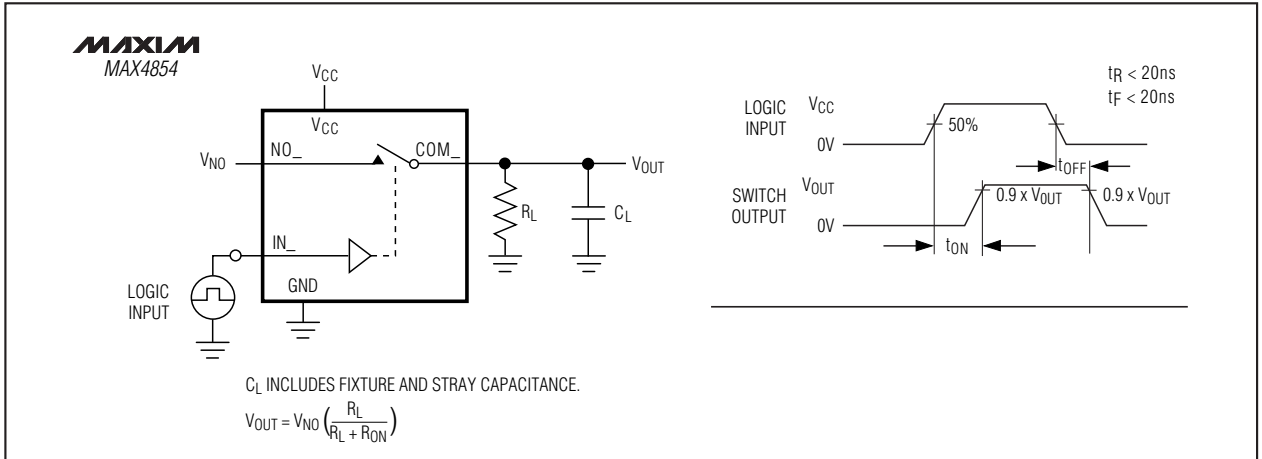 MAXIM
MAX4854
VCC
VCC
VNO
NO_
COM_
VOUT
RL
CL
IN_
GND
LOGIC
INPUT
CL INCLUDES FIXTURE AND STRAY CAPACITANCE.
VOUT = VNO (RL / RL + RON)
tR < 20ns
tF < 20ns
LOGIC
INPUT
VCC
50%
0V
tOFF
SWITCH
OUTPUT
VOUT
0.9 x VOUT
0.9 x VOUT
0V
tON